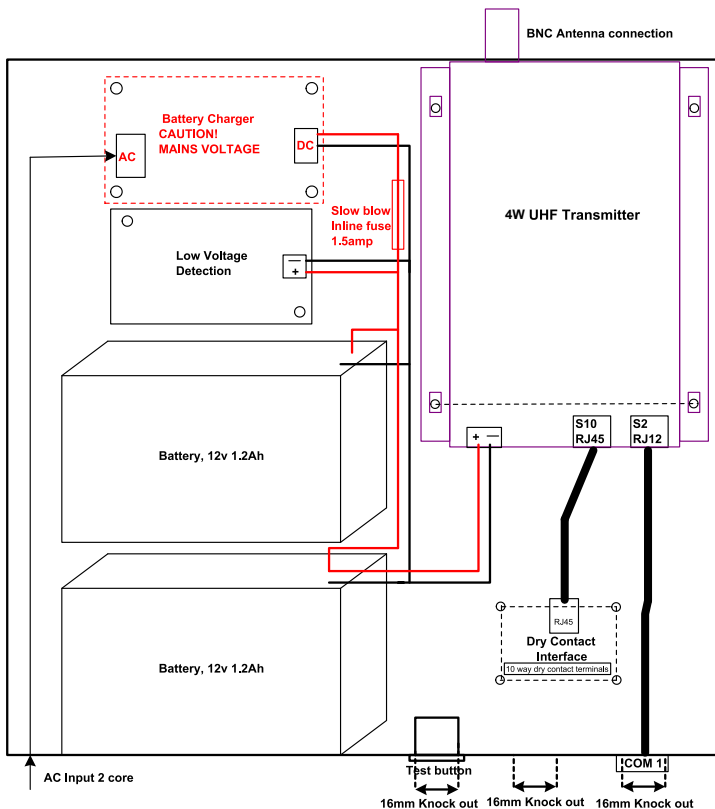 BNC Antenna connection
Battery Charger
CAUTION!
MAINS VOLTAGE
AC
DC
Slow blow
Inline fuse
1.5amp
4W UHF Transmitter
Low Voltage
Detection
—
+
Battery, 12v 1.2Ah
+ —
S10
RJ45
S2
RJ12
Battery, 12v 1.2Ah
RJ45
Dry Contact
Interface
10 way dry contact terminals
AC Input 2 core
Test button
COM 1
16mm Knock out
16mm Knock out
16mm Knock out